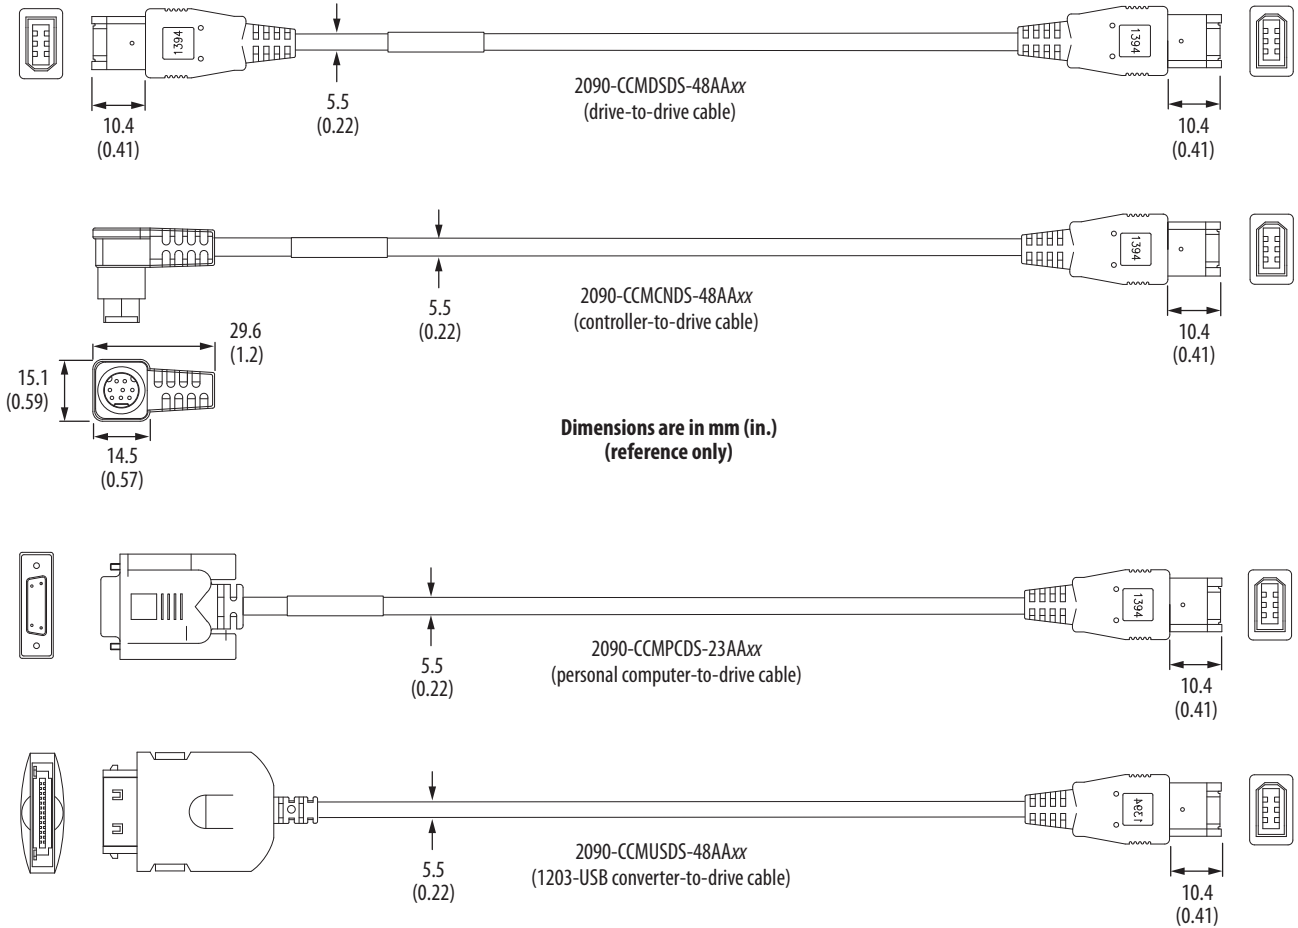 1394
1394
5.5
(0.22)
2090-CCMDSDS-48AAxx
(drive-to-drive cable)
10.4
(0.41)
10.4
(0.41)
1394
5.5
(0.22)
2090-CCMCNDS-48AAxx
(controller-to-drive cable)
10.4
(0.41)
29.6
(1.2)
15.1
(0.59)
14.5
(0.57)
Dimensions are in mm (in.)
(reference only)
1394
5.5
(0.22)
2090-CCMPCDS-23AAxx
(personal computer-to-drive cable)
10.4
(0.41)
1394
5.5
(0.22)
2090-CCMUSDS-48AAxx
(1203-USB converter-to-drive cable)
10.4
(0.41)